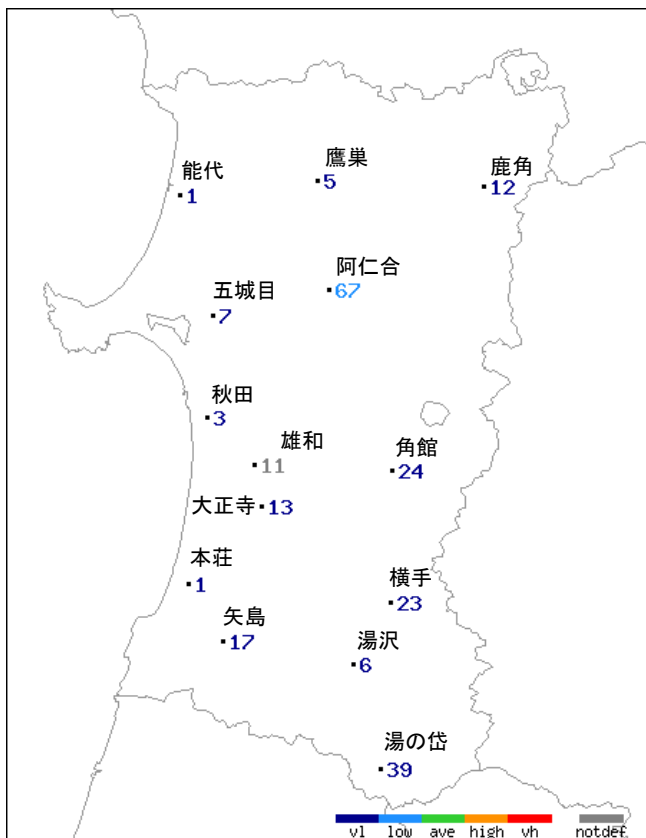 能代
1
鷹巣
5
鹿角
12
阿仁合
67
五城目
7
秋田
3
雄和
11
角館
24
大正寺 13
本荘
1
横手
23
矢島
17
湯沢
6
湯の岱
39
vl low ave high vh notdef